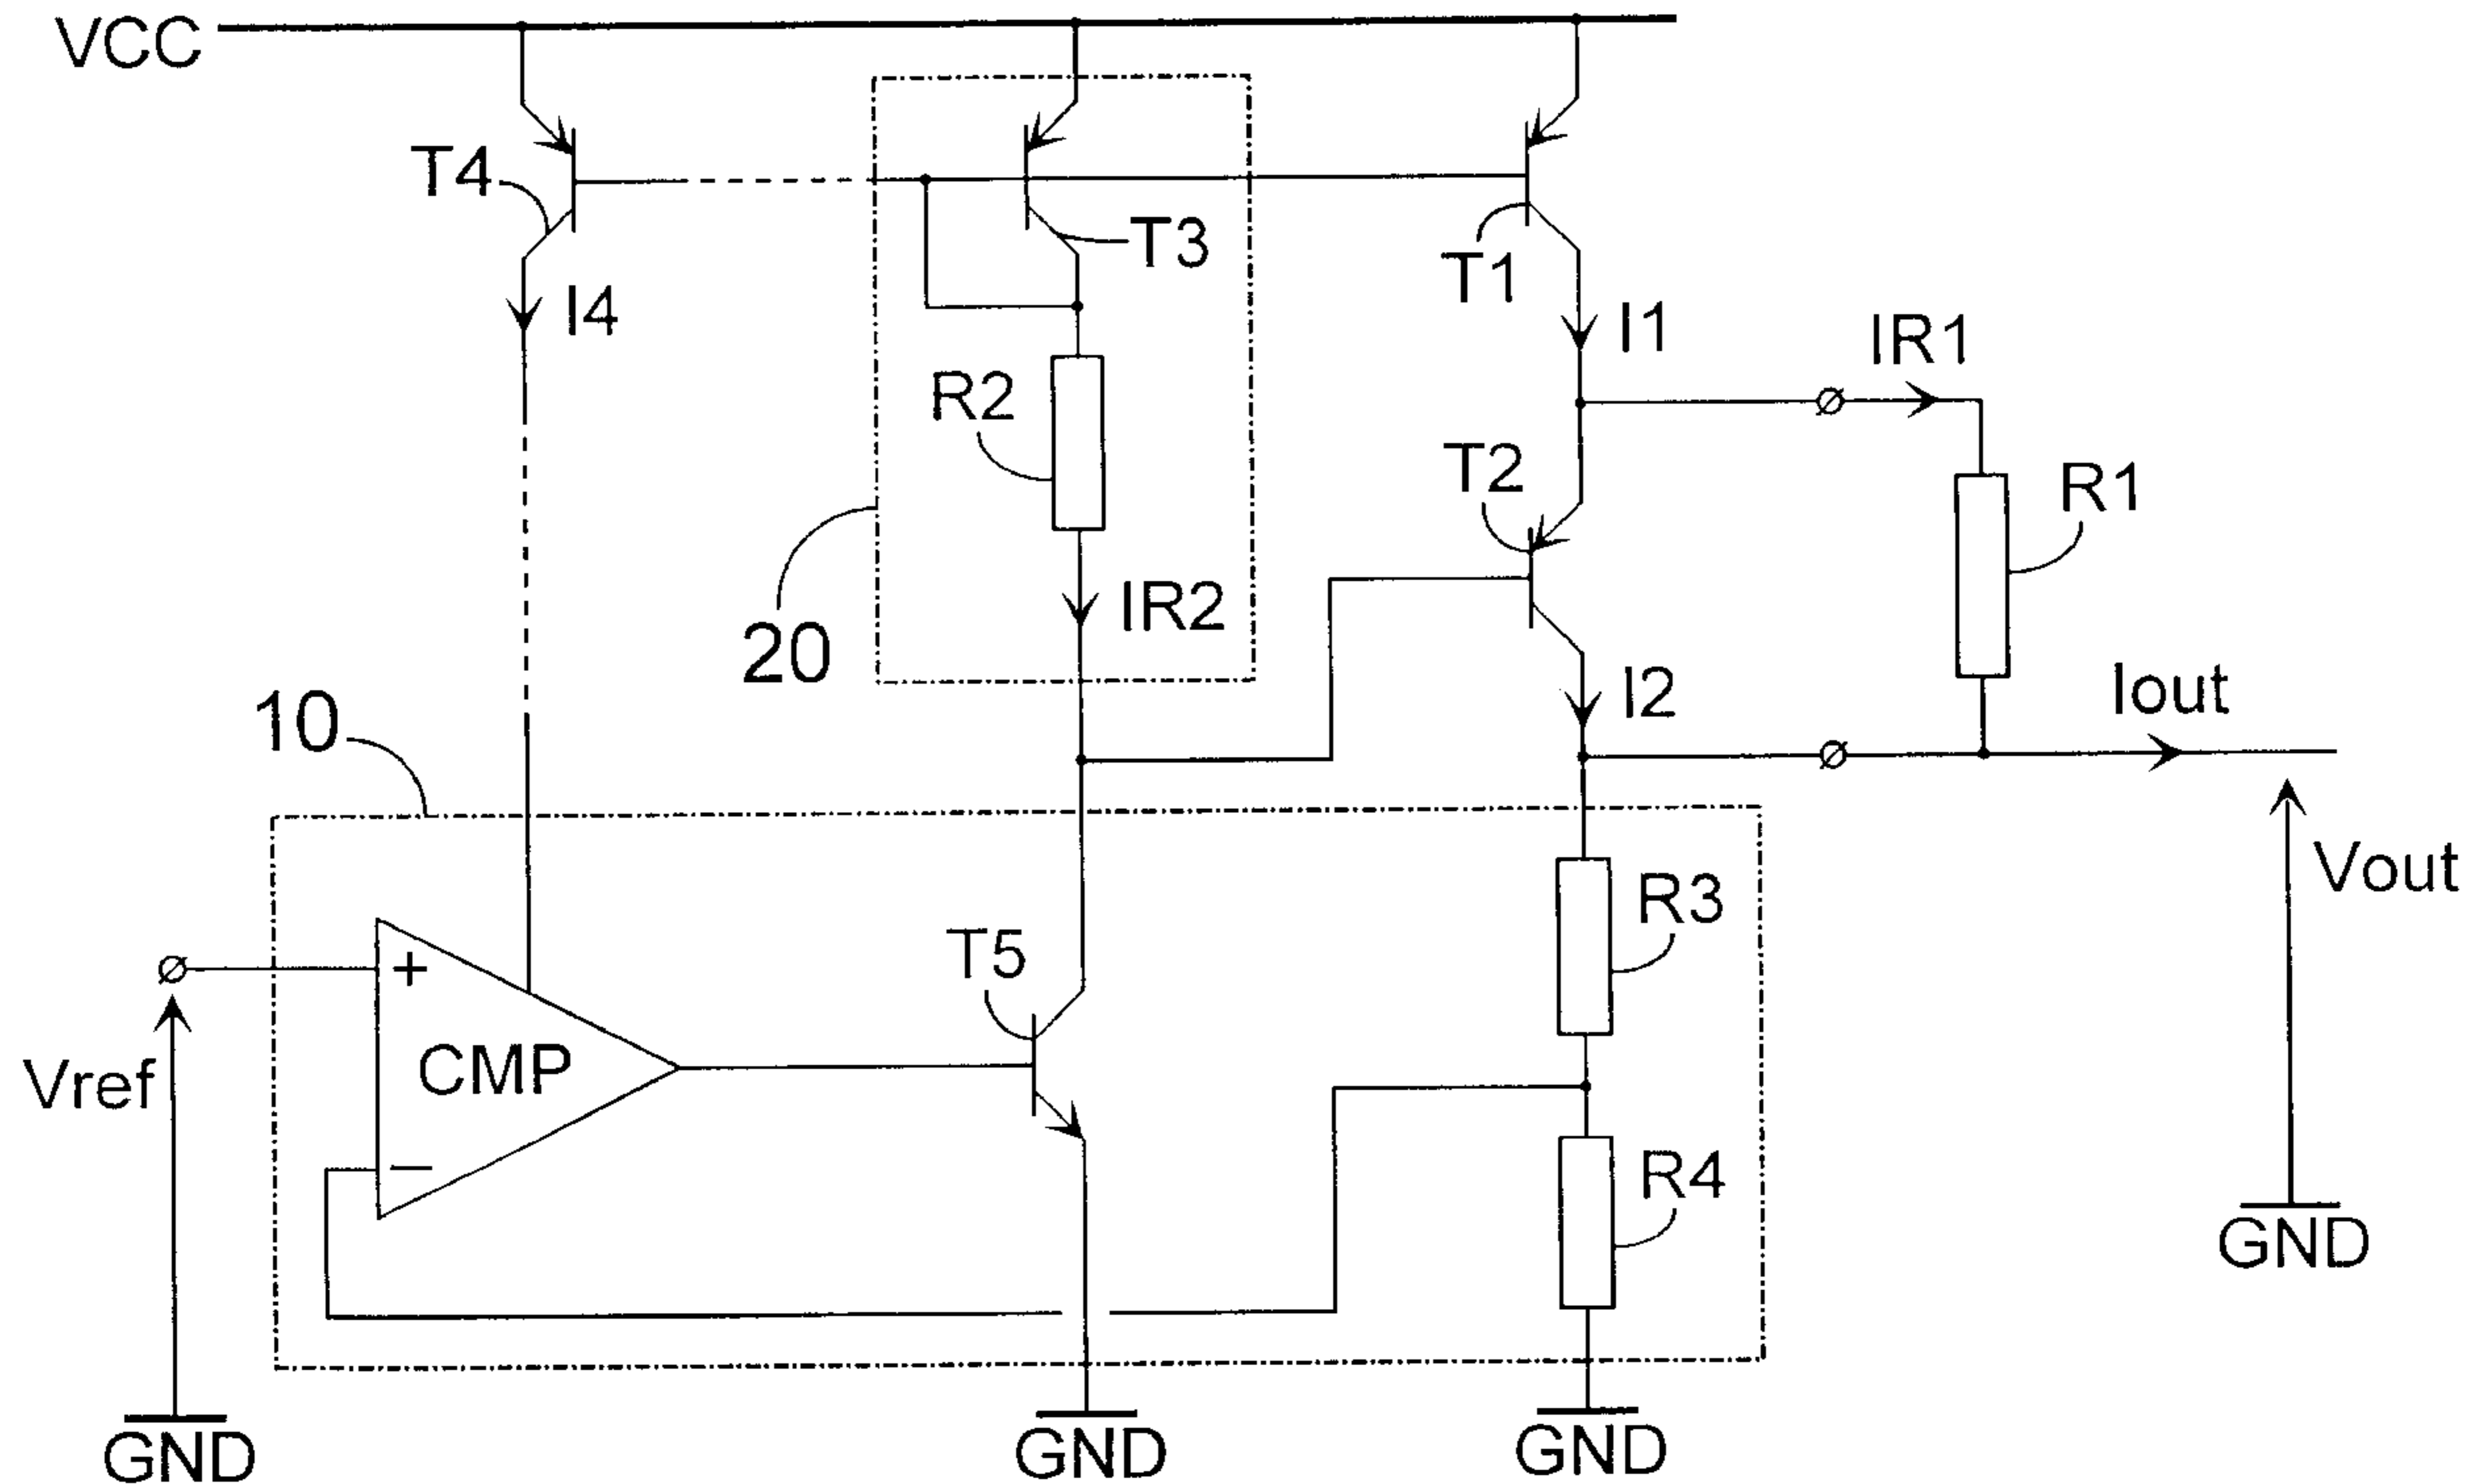 VCC
T4
T3
T1
I4
I1
IR1
R2
T2
R1
20
IR2
10
I2
Iout
Vout
R3
T5
+
CMP
Vref
−
R4
GND
GND
GND
GND